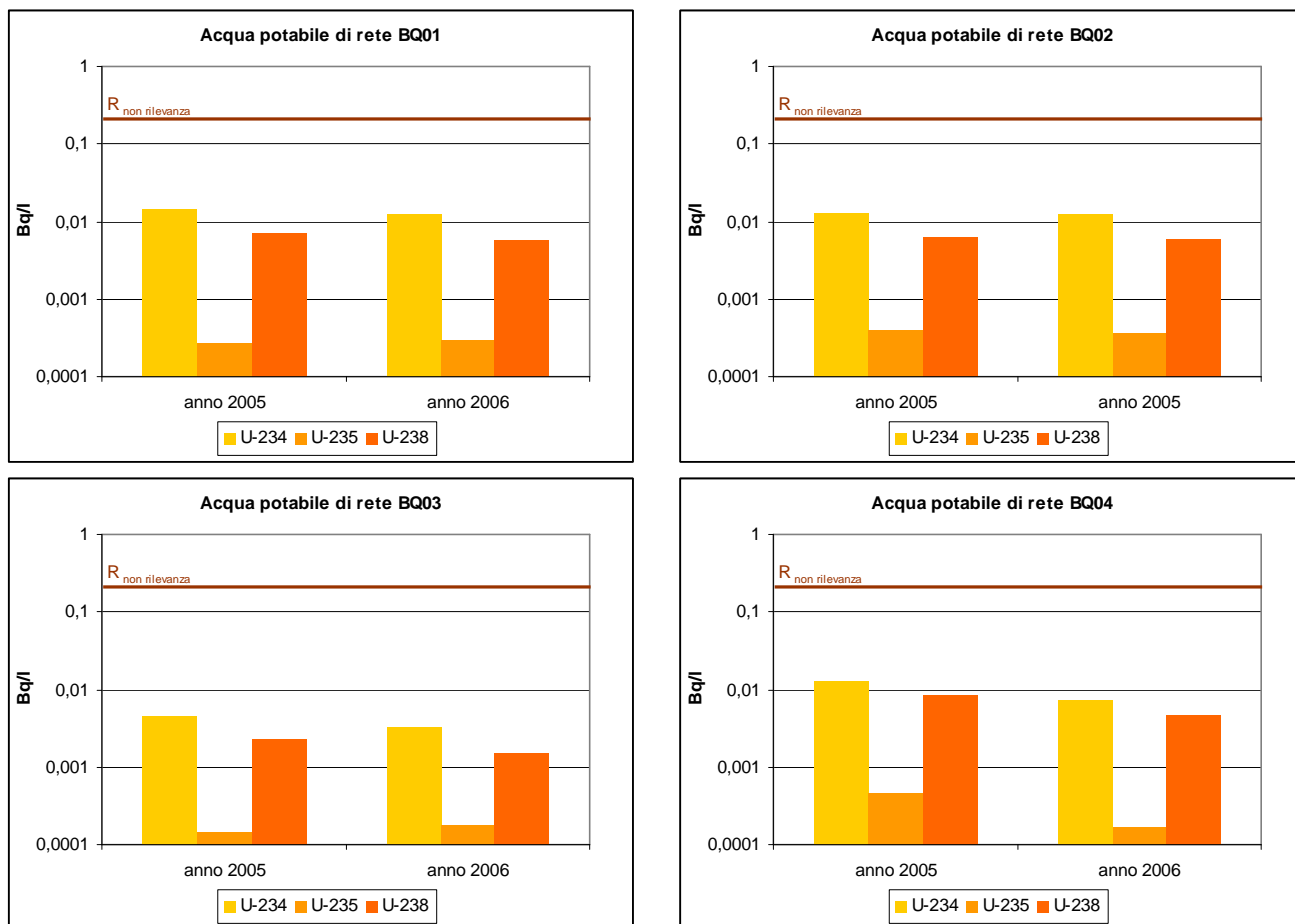 Acqua potabile di rete BQ01
1
R non rilevanza
0,1
0,01
0,001
0,0001
Bq/l
anno 2005 anno 2006
U-234 U-235 U-238
Acqua potabile di rete BQ02
1
R non rilevanza
0,1
0,01
0,001
0,0001
Bq/l
anno 2005 anno 2005
U-234 U-235 U-238
Acqua potabile di rete BQ03
1
R non rilevanza
0,1
0,01
0,001
0,0001
Bq/l
anno 2005 anno 2006
U-234 U-235 U-238
Acqua potabile di rete BQ04
1
R non rilevanza
0,1
0,01
0,001
0,0001
Bq/l
anno 2005 anno 2006
U-234 U-235 U-238